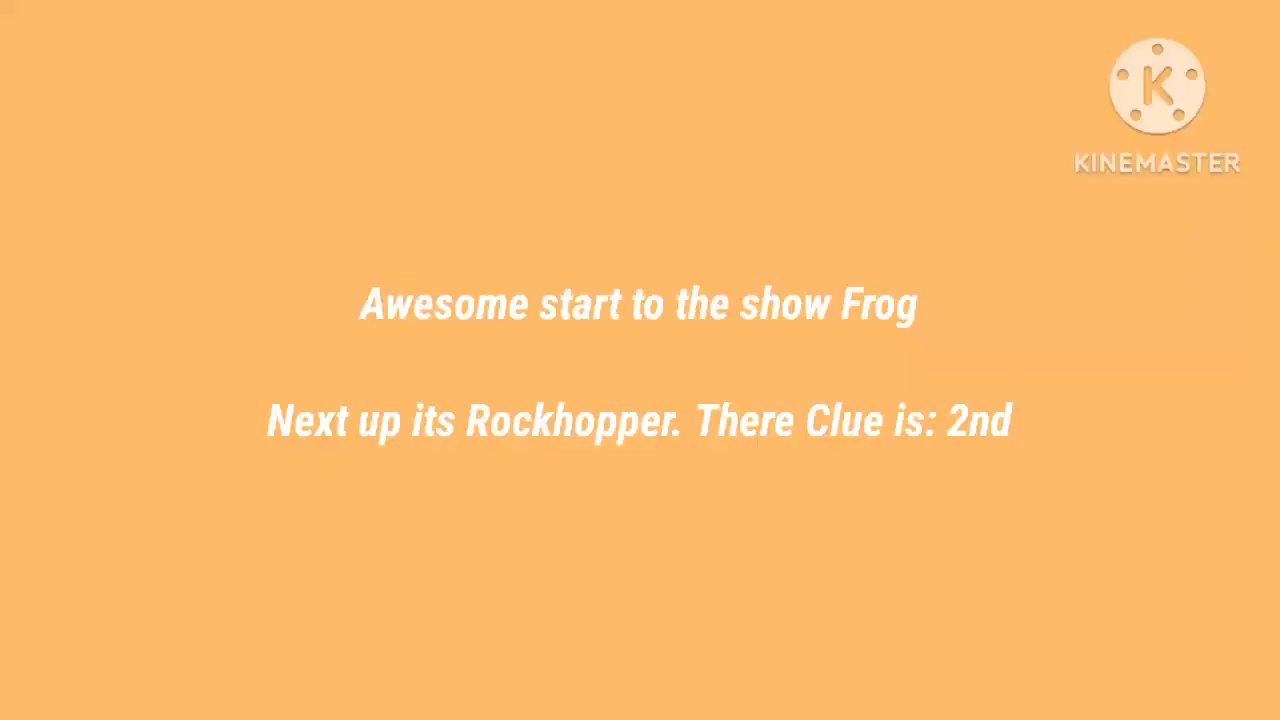 KINEMASTER
Awesome start to the show Frog
Next up its Rockhopper. There Clue is: 2nd